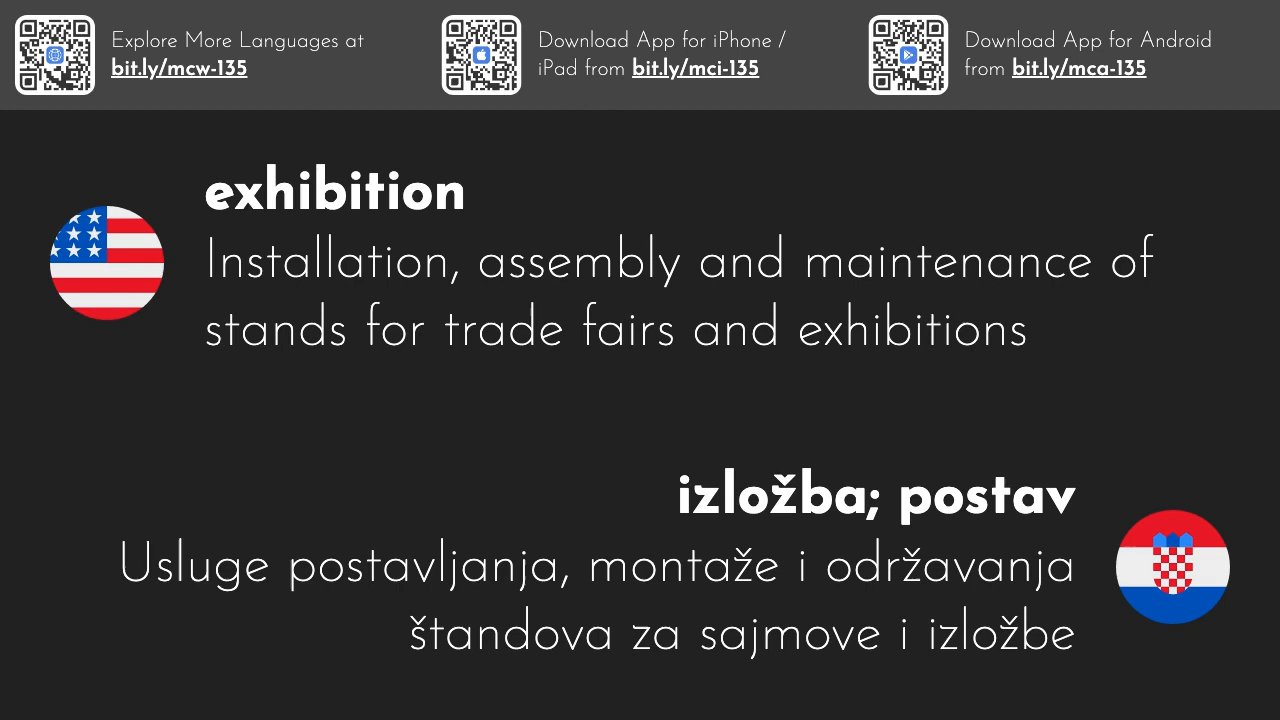 Explore More Languages at
bit.ly/mcw-135
Download App for iPhone /
iPad from bit.ly/mci-135
Download App for Android
from bit.ly/mca-135
exhibition
Installation, assembly and maintenance of
stands for trade fairs and exhibitions
izložba; postav
Usluge postavljanja, montaže i održavanja
štandova za sajmove i izložbe